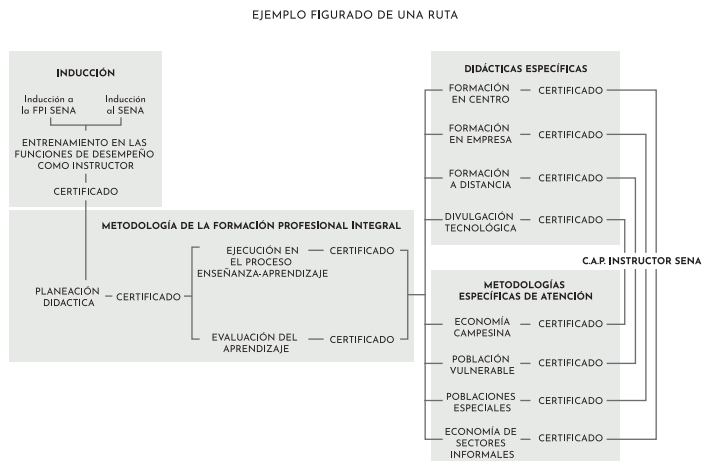 EJEMPLO FIGURADO DE UNA RUTA
INDUCCIÓN
Inducción a
la FPI SENA
Inducción
al SENA
ENTRENAMIENTO EN LAS
FUNCIONES DE DESEMPEÑO
COMO INSTRUCTOR
CERTIFICADO
METODOLOGÍA DE LA FORMACIÓN PROFESIONAL INTEGRAL
PLANEACIÓN
DIDACTICA
CERTIFICADO
EJECUCIÓN EN
EL PROCESO
ENSEÑANZA-APRENDIZAJE
CERTIFICADO
EVALUACIÓN DEL
APRENDIZAJE
CERTIFICADO
DIDÁCTICAS ESPECÍFICAS
FORMACIÓN
EN CENTRO
CERTIFICADO
FORMACIÓN
EN EMPRESA
CERTIFICADO
FORMACIÓN
A DISTANCIA
CERTIFICADO
DIVULGACIÓN
TECNOLÓGICA
CERTIFICADO
C.A.P. INSTRUCTOR SENA
METODOLOGÍAS
ESPECÍFICAS DE ATENCIÓN
ECONOMÍA
CAMPESINA
CERTIFICADO
POBLACIÓN
VULNERABLE
CERTIFICADO
POBLACIONES
ESPECIALES
CERTIFICADO
ECONOMÍA DE
SECTORES
INFORMALES
CERTIFICADO